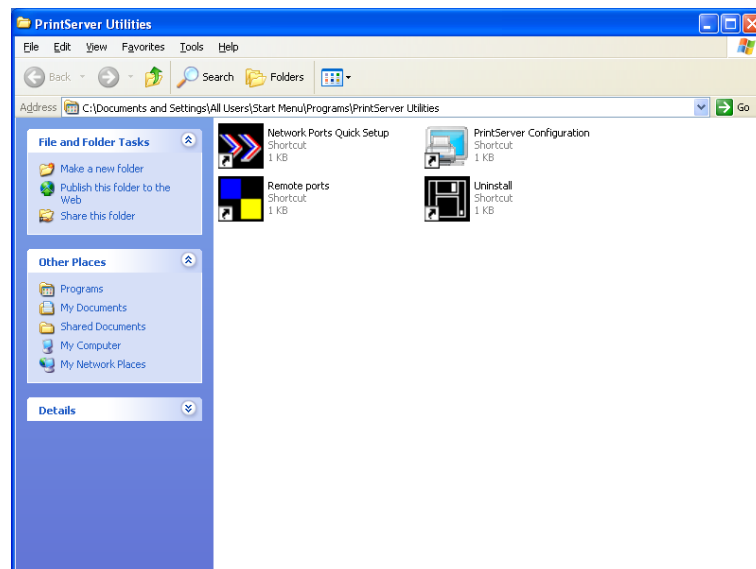 PrintServer Utilities
File Edit View Favorites Tools Help
Back Search Folders
Address C:\Documents and Settings\All Users\Start Menu\Programs\PrintServer Utilities Go
File and Folder Tasks
Make a new folder
Publish this folder to the
Web
Share this folder
Other Places
Programs
My Documents
Shared Documents
My Computer
My Network Places
Details
Network Ports Quick Setup
Shortcut
1 KB
PrintServer Configuration
Shortcut
1 KB
Remote ports
Shortcut
1 KB
Uninstall
Shortcut
1 KB